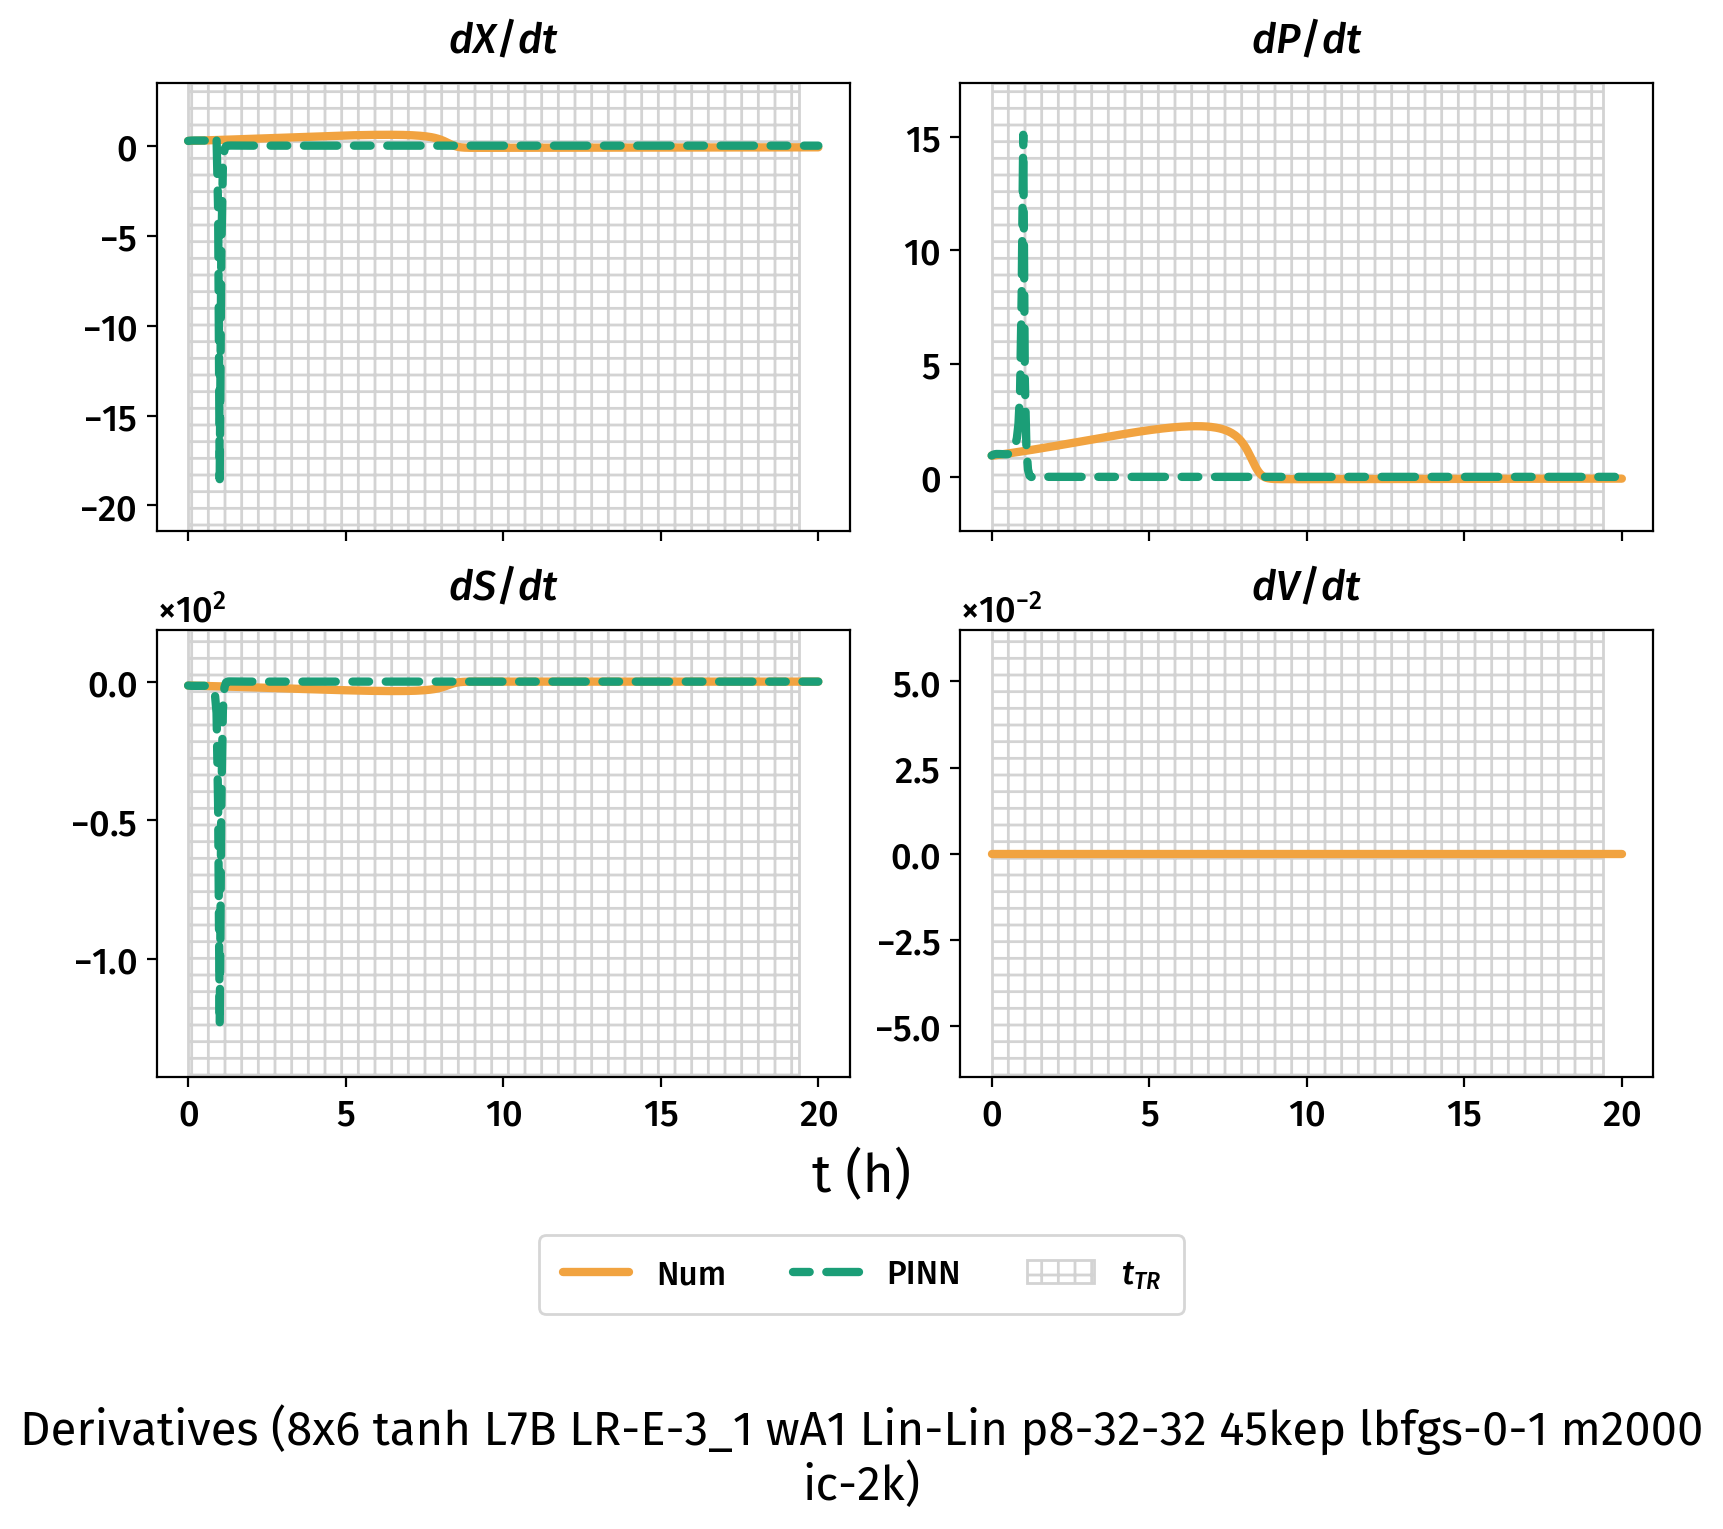 dX/dt
dP/dt
0
−5
−10
−15
−20
15
10
5
0
dS/dt
dV/dt
×10²
×10⁻²
0.0
−0.5
−1.0
5.0
2.5
0.0
−2.5
−5.0
0 5 10 15 20
0 5 10 15 20
t (h)
Num PINN t_TR
Derivatives (8x6 tanh L7B LR-E-3_1 wA1 Lin-Lin p8-32-32 45kep lbfgs-0-1 m2000
ic-2k)